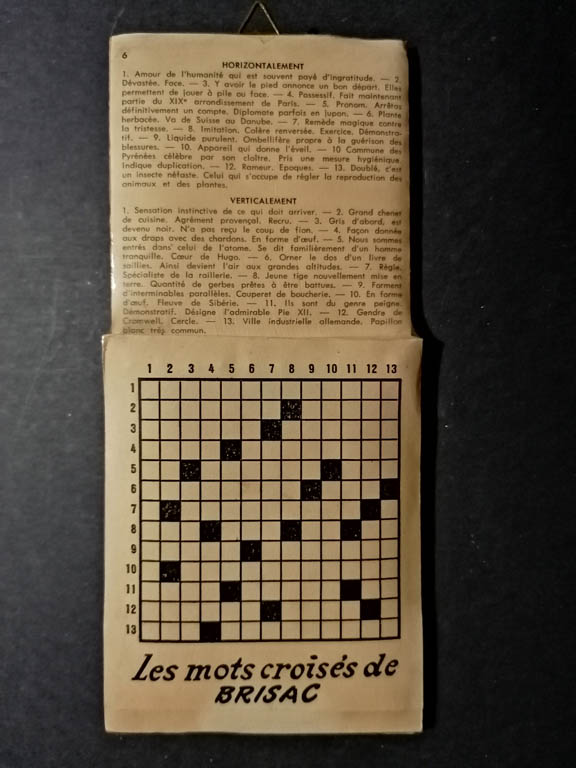 6
HORIZONTALEMENT
1. Amour de l'humanité qui est souvent payé d'ingratitude. — 2.
Dévastée. Face. — 3. Y avoir le pied annonce un bon départ. Elles
permettent de jouer à pile ou face. — 4. Possessif. Fait maintenant
partie du XIXe arrondissement de Paris. — 5. Pronom. Arrêtas
définitivement un compte. Diplomate parfois en jupon. — 6. Plante
herbacée. Va de Suisse au Danube. — 7. Remède magique contre
la tristesse. — 8. Imitation. Colère renversée. Exercice. Démonstra-
tif. — 9. Liquide purulent. Ombellifère propre à la guérison des
blessures. — 10. Appareil qui donne l'éveil. — 10 Commune des
Pyrénées célèbre par son cloître. Pris une mesure hygiénique.
Indique duplication. — 12. Rameur. Epoques. — 13. Doublé, c'est
un insecte néfaste. Celui qui s'occupe de régler la reproduction des
animaux et des plantes.
VERTICALEMENT
1. Sensation instinctive de ce qui doit arriver. — 2. Grand chenet
de cuisine. Agrément provençal. Recru. — 3. Gris d'abord, est
devenu noir. N'a pas reçu le coup de fion. — 4. Façon donnée
aux draps avec des chardons. En forme d'œuf. — 5. Nous sommes
entrés dans celui de l'atome. Se dit familièrement d'un homme
tranquille. Cœur de Hugo. — 6. Orner le dos d'un livre de
saillies. Ainsi devient l'air aux grandes altitudes. — 7. Règle.
Spécialiste de la raillerie. — 8. Jeune tige nouvellement mise en
terre. Quantité de gerbes prêtes à être battues. — 9. Forment
d'interminables parallèles. Couperet de boucherie. — 10. En forme
d'œuf. Fleuve de Sibérie. — 11. Ils sont du genre peigne.
Démonstratif. Désigne l'admirable Pie XII. — 12. Gendre de
Cromwell. Cercle. — 13. Ville industrielle allemande. Papillon
blanc très commun.
1 2 3 4 5 6 7 8 9 10 11 12 13
1
2
3
4
5
6
7
8
9
10
11
12
13
Les mots croisés de
BRISAC